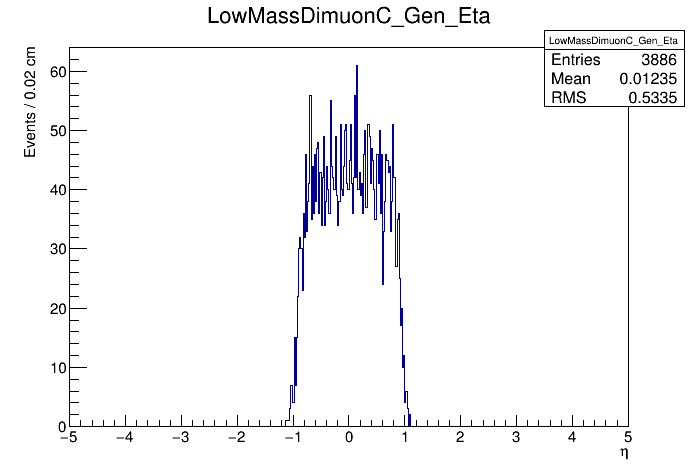 LowMassDimuonC_Gen_Eta
LowMassDimuonC_Gen_Eta
Entries 3886
Mean 0.01235
RMS 0.5335
Events / 0.02 cm
60
50
40
30
20
10
0
−5 −4 −3 −2 −1 0 1 2 3 4 5
η